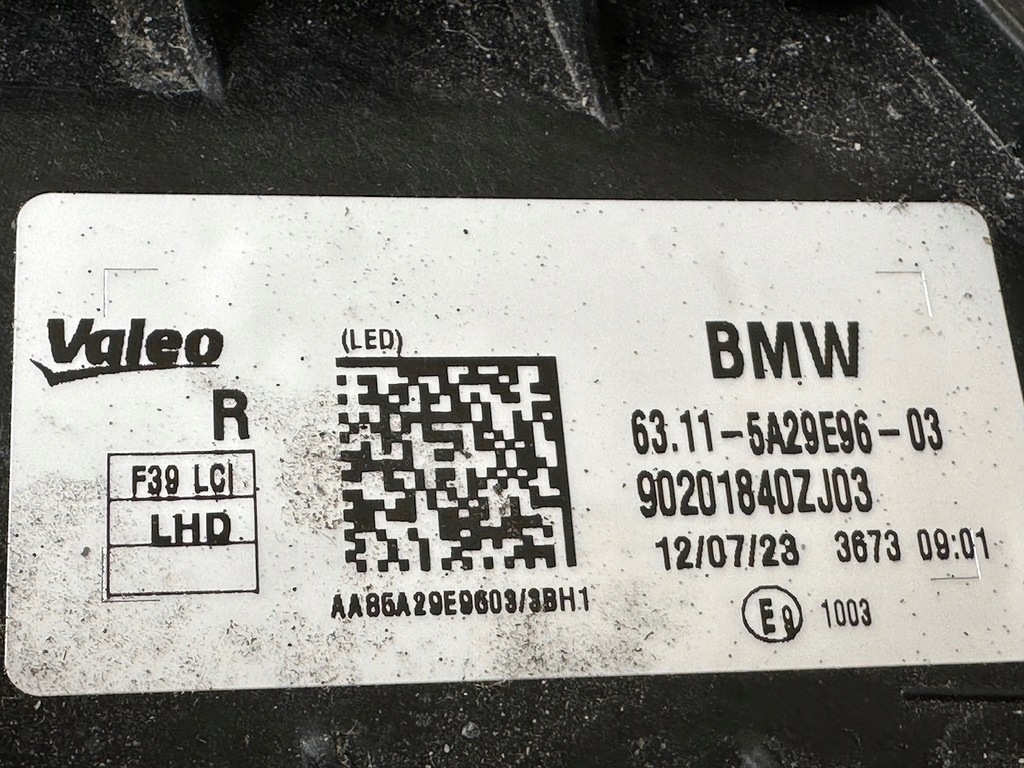 Valeo
R
F39 LCI
LHD
(LED)
AA85A29E9603/3BH1
BMW
63.11-5A29E96-03
90201840ZJ03
12/07/23 3673 09:01
E9 1003